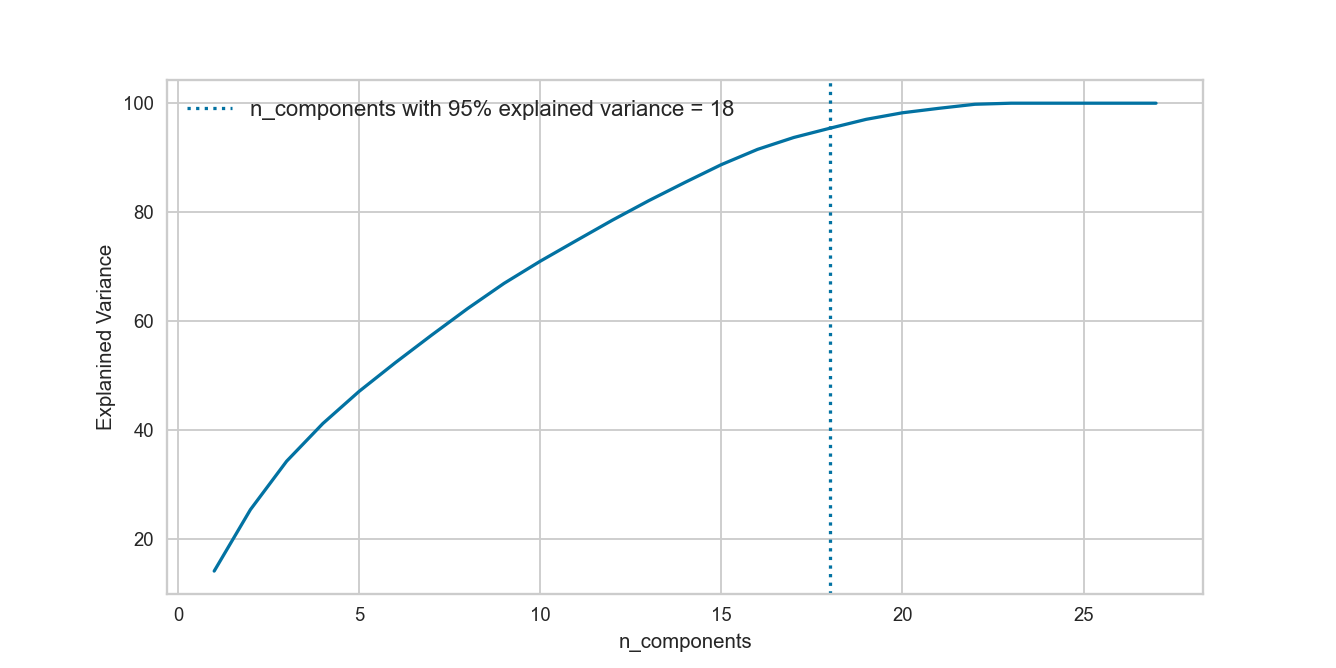 n_components with 95% explained variance = 18
100
80
60
40
20
Explanined Variance
0 5 10 15 20 25
n_components